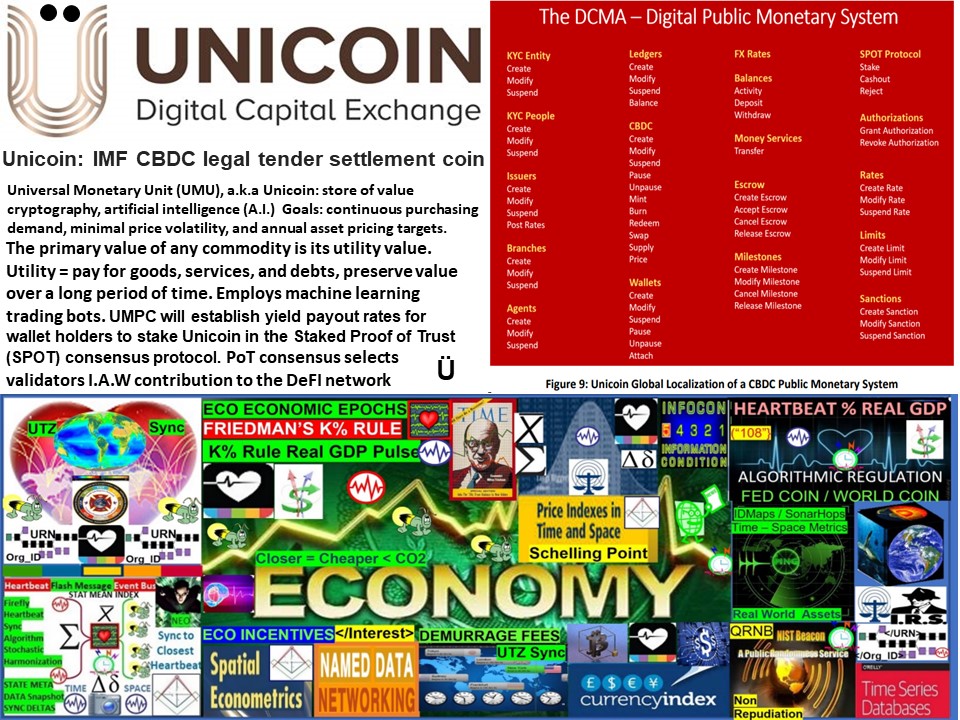 UNICOIN
Digital Capital Exchange
Unicoin: IMF CBDC legal tender settlement coin
Universal Monetary Unit (UMU), a.k.a Unicoin: store of value
cryptography, artificial intelligence (A.I.) Goals: continuous purchasing
demand, minimal price volatility, and annual asset pricing targets.
The primary value of any commodity is its utility value.
Utility = pay for goods, services, and debts, preserve value
over a long period of time. Employs machine learning
trading bots. UMPC will establish yield payout rates for
wallet holders to stake Unicoin in the Staked Proof of Trust
(SPOT) consensus protocol. PoT consensus selects
validators I.A.W contribution to the DeFI network
Ü
The DCMA – Digital Public Monetary System
KYC Entity
Create
Modify
Suspend
KYC People
Create
Modify
Suspend
Issuers
Create
Modify
Suspend
Post Rates
Branches
Create
Modify
Suspend
Agents
Create
Modify
Suspend
Ledgers
Create
Modify
Suspend
Balance
CBDC
Create
Modify
Suspend
Pause
Unpause
Mint
Burn
Redeem
Swap
Supply
Price
Wallets
Create
Modify
Suspend
Pause
Unpause
Attach
FX Rates
Balances
Activity
Deposit
Withdraw
Money Services
Transfer
Escrow
Create Escrow
Accept Escrow
Cancel Escrow
Release Escrow
Milestones
Create Milestone
Modify Milestone
Cancel Milestone
Release Milestone
SPOT Protocol
Stake
Cashout
Reject
Authorizations
Grant Authorization
Revoke Authorization
Rates
Create Rate
Modify Rate
Suspend Rate
Limits
Create Limit
Modify Limit
Suspend Limit
Sanctions
Create Sanction
Modify Sanction
Suspend Sanction
Figure 9: Unicoin Global Localization of a CBDC Public Monetary System
UTZ
Sync
URN
URN
Org_ID
Org_ID
Heartbeat Flash Message Event Bus
STAT MEAN INDEX
Firefly
Heartbeat
Sync
Algorithm
Stochastic
Harmonization
X
Σ
NEO
Sync to
Closest
Heartbeat
STATE META
DATA Snapshot
SYNC DELTAS
TIME
Δδ
SPACE
ECO ECONOMIC EPOCHS
FRIEDMAN'S K% RULE
K% Rule Real GDP Pulse
TIME
X
Σ
Δδ
INFOCON
5 4 3 2 1
INFORMATION
CONDITION
Price Indexes in
Time and Space
Schelling Point
Closer = Cheaper < CO2
ECONOMY
ECO INCENTIVES
</Interest>
DEMURRAGE FEES
UTZ Sync
Spatial
Econometrics
NAMED DATA
NETWORKING
$ £ € ¥
currencyindex
HEARTBEAT % REAL GDP
{"108"}
ALGORITHMIC REGULATION
FED COIN / WORLD COIN
IDMaps / SonarHops
Time – Space Metrics
PING
Real World Assets
I.R.S.
QRNB
NIST Beacon
A Public Randomness Service
</URN>
</Org_ID>
Non
Repudiation
O'REILLY
Time Series
Databases